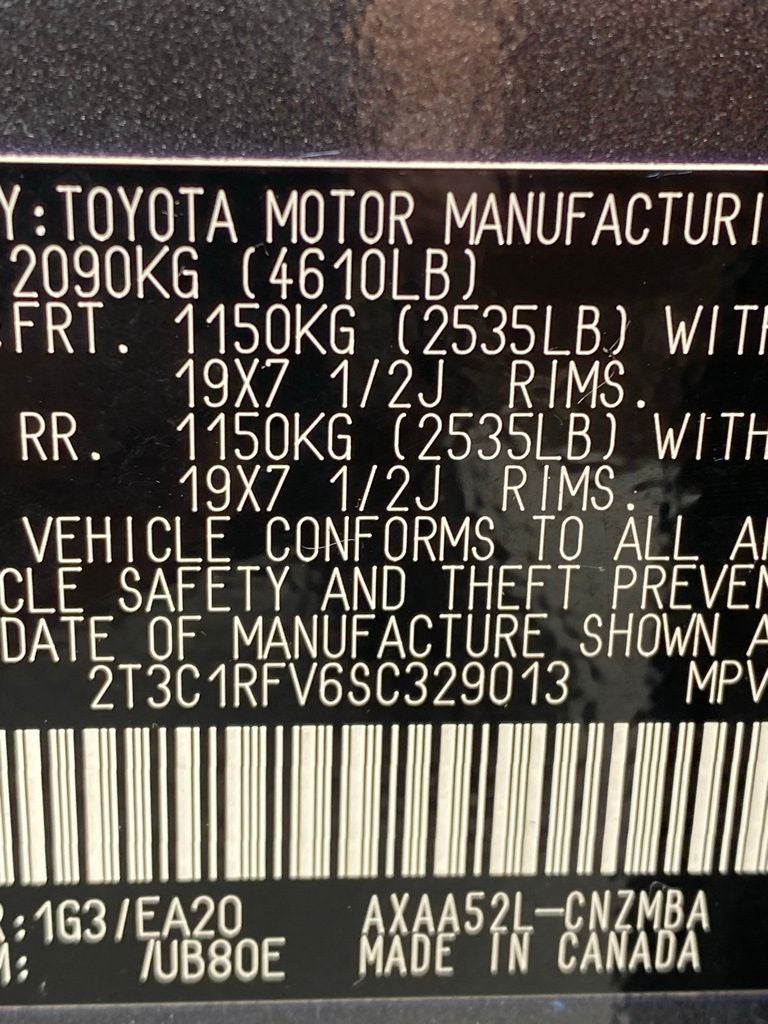 Y:TOYOTA MOTOR MANUFACTURI
2090KG (4610LB)
FRT. 1150KG (2535LB) WITH
19X7 1/2J RIMS.
RR. 1150KG (2535LB) WITH
19X7 1/2J RIMS.
VEHICLE CONFORMS TO ALL A
CLE SAFETY AND THEFT PREVEN
DATE OF MANUFACTURE SHOWN A
2T3C1RFV6SC329013 MPV
R:1G3/EA20 AXAA52L-CNZMBA
M: /UB80E MADE IN CANADA